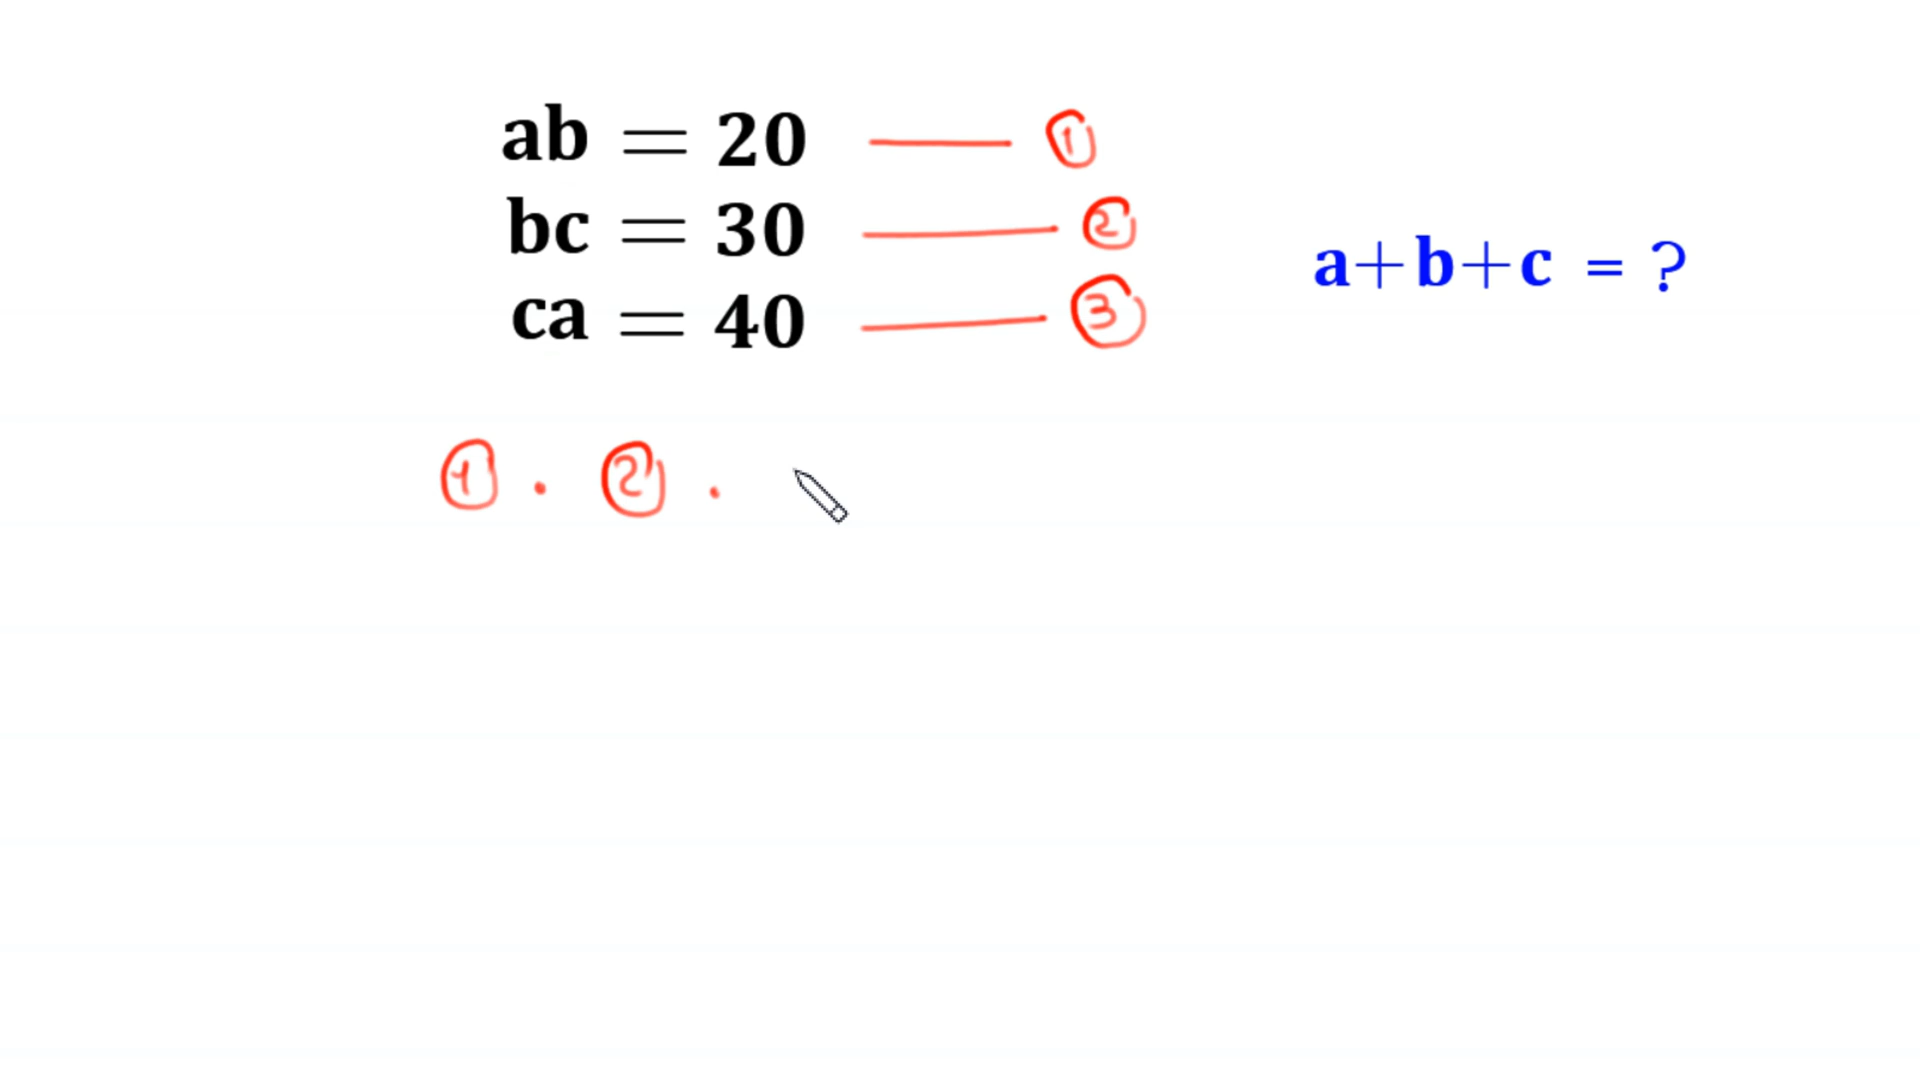 ab = 20 —— ①
bc = 30 —— ②
ca = 40 —— ③
a+b+c = ?
① . ② .